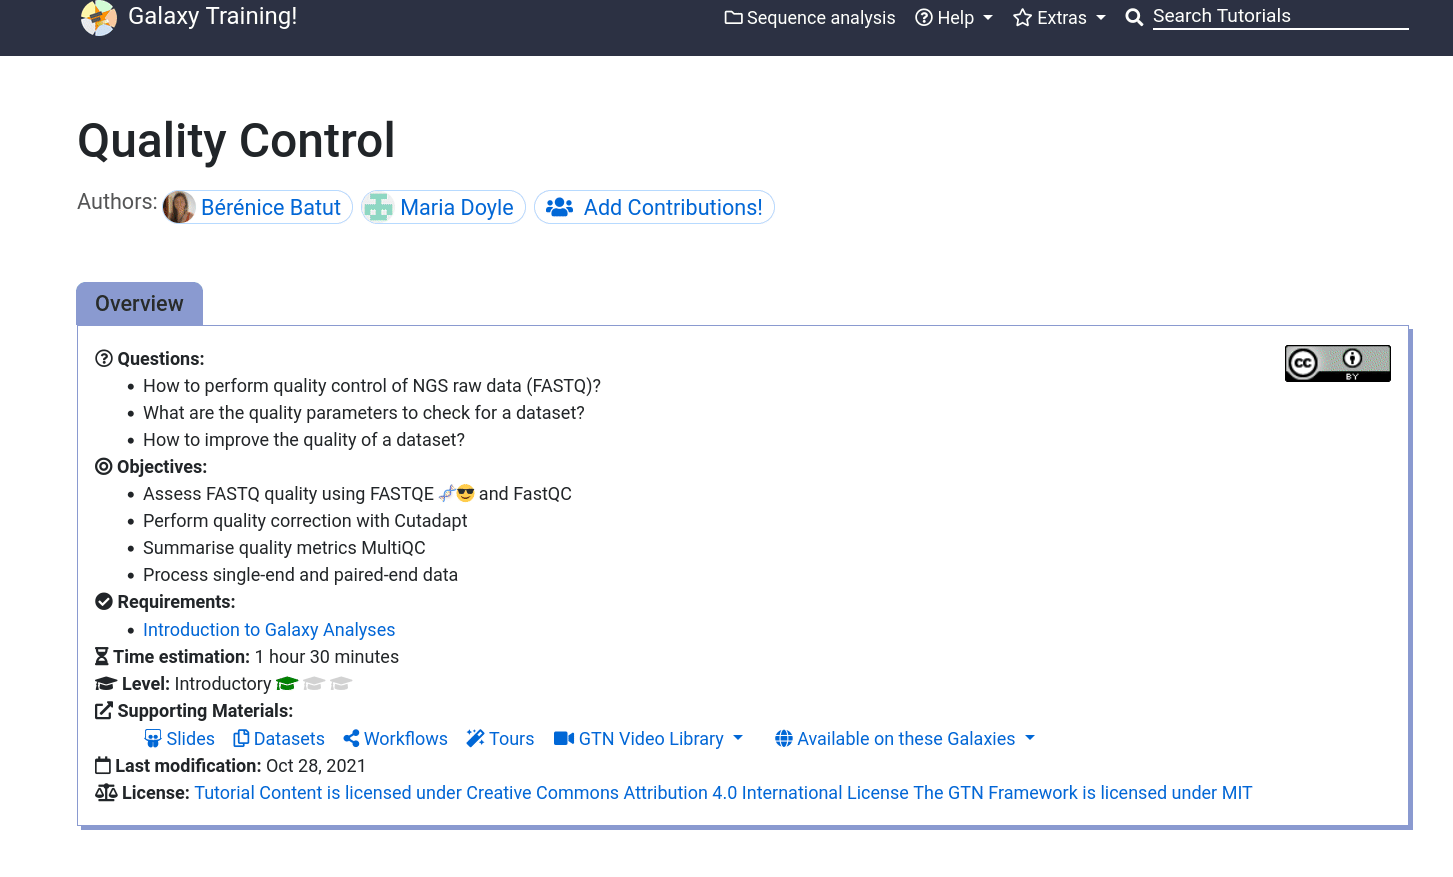 Galaxy Training!
Sequence analysis Help Extras Search Tutorials
Quality Control
Authors: Bérénice Batut Maria Doyle Add Contributions!
Overview
Questions:
• How to perform quality control of NGS raw data (FASTQ)?
• What are the quality parameters to check for a dataset?
• How to improve the quality of a dataset?
Objectives:
• Assess FASTQ quality using FASTQE 🧬😎 and FastQC
• Perform quality correction with Cutadapt
• Summarise quality metrics MultiQC
• Process single-end and paired-end data
Requirements:
• Introduction to Galaxy Analyses
Time estimation: 1 hour 30 minutes
Level: Introductory
Supporting Materials:
Slides Datasets Workflows Tours GTN Video Library Available on these Galaxies
Last modification: Oct 28, 2021
License: Tutorial Content is licensed under Creative Commons Attribution 4.0 International License The GTN Framework is licensed under MIT
cc
BY